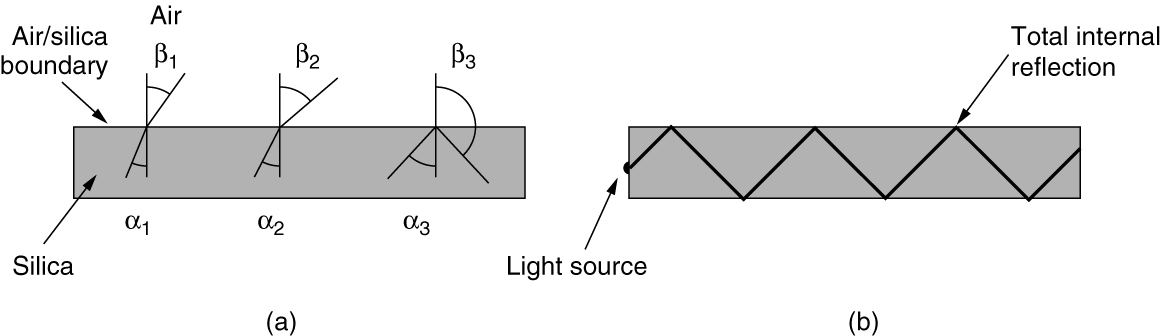 Air
Air/silica
boundary
β1
β2
β3
α1
α2
α3
Silica
(a)
Total internal
reflection
Light source
(b)